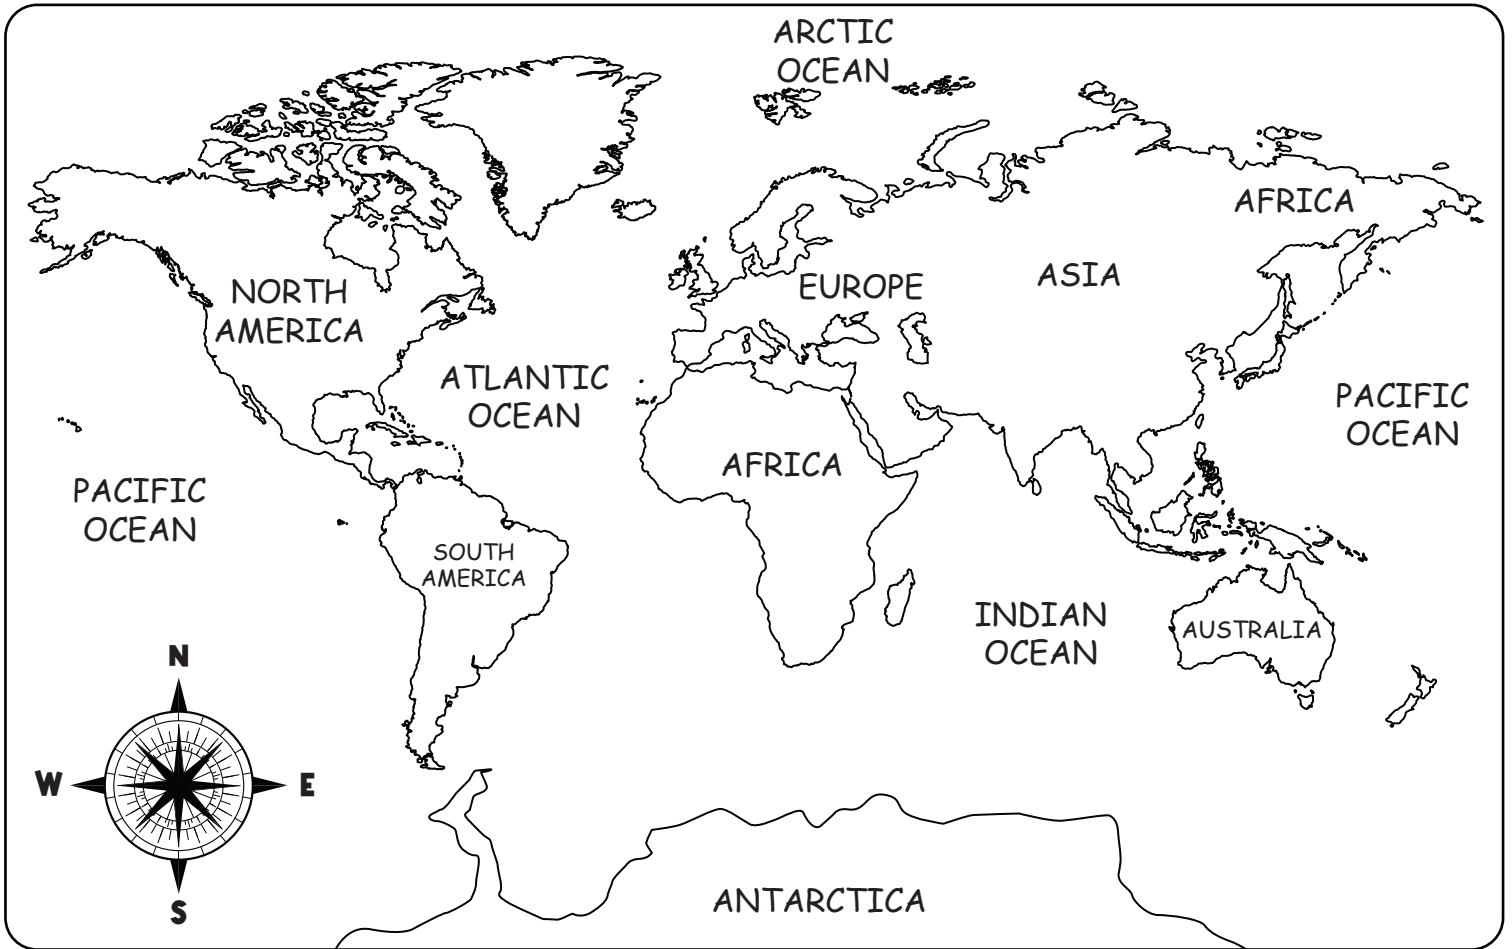 ARCTIC
OCEAN
AFRICA
NORTH
AMERICA
EUROPE
ASIA
ATLANTIC
OCEAN
PACIFIC
OCEAN
AFRICA
PACIFIC
OCEAN
SOUTH
AMERICA
INDIAN
OCEAN
AUSTRALIA
N
W
E
S
ANTARCTICA